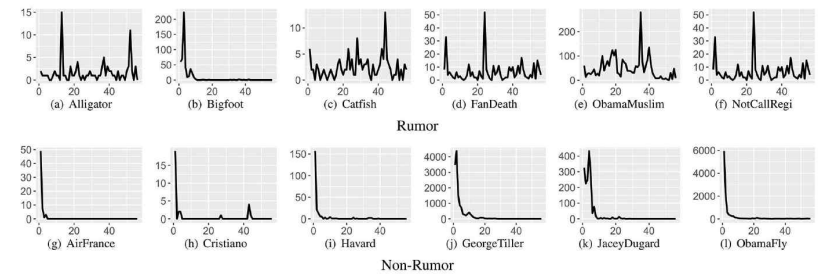 15 10 5 0
200 150 100 50 0
10 5 0
50 40 30 20 10 0
200 100 0
50 40 30 20 10 0
0 20 40 0 20 40 0 20 40 0 20 40 0 20 40 0 20 40
(a) Alligator (b) Bigfoot (c) Catfish (d) FanDeath (e) ObamaMuslim (f) NotCallRegi
Rumor
50 40 30 20 10 0
15 10 5 0
150 100 50 0
4000 3000 2000 1000 0
400 300 200 100 0
6000 4000 2000 0
0 20 40 0 20 40 0 20 40 0 20 40 0 20 40 0 20 40
(g) AirFrance (h) Cristiano (i) Havard (j) GeorgeTiller (k) JaceyDugard (l) ObamaFly
Non-Rumor